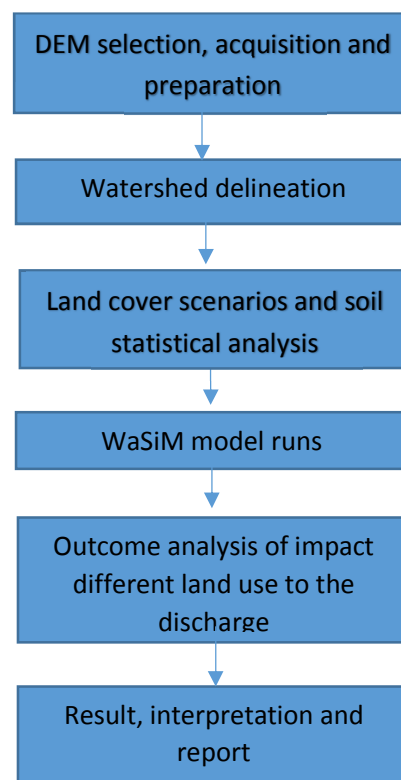 DEM selection, acquisition and
preparation
Watershed delineation
Land cover scenarios and soil
statistical analysis
WaSiM model runs
Outcome analysis of impact
different land use to the
discharge
Result, interpretation and
report